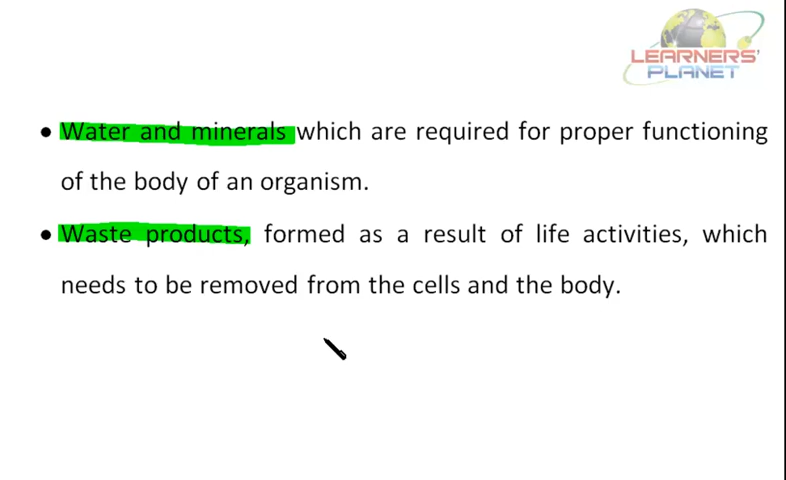 LEARNERS'
PLANET
● Water and minerals which are required for proper functioning
of the body of an organism.
● Waste products, formed as a result of life activities, which
needs to be removed from the cells and the body.